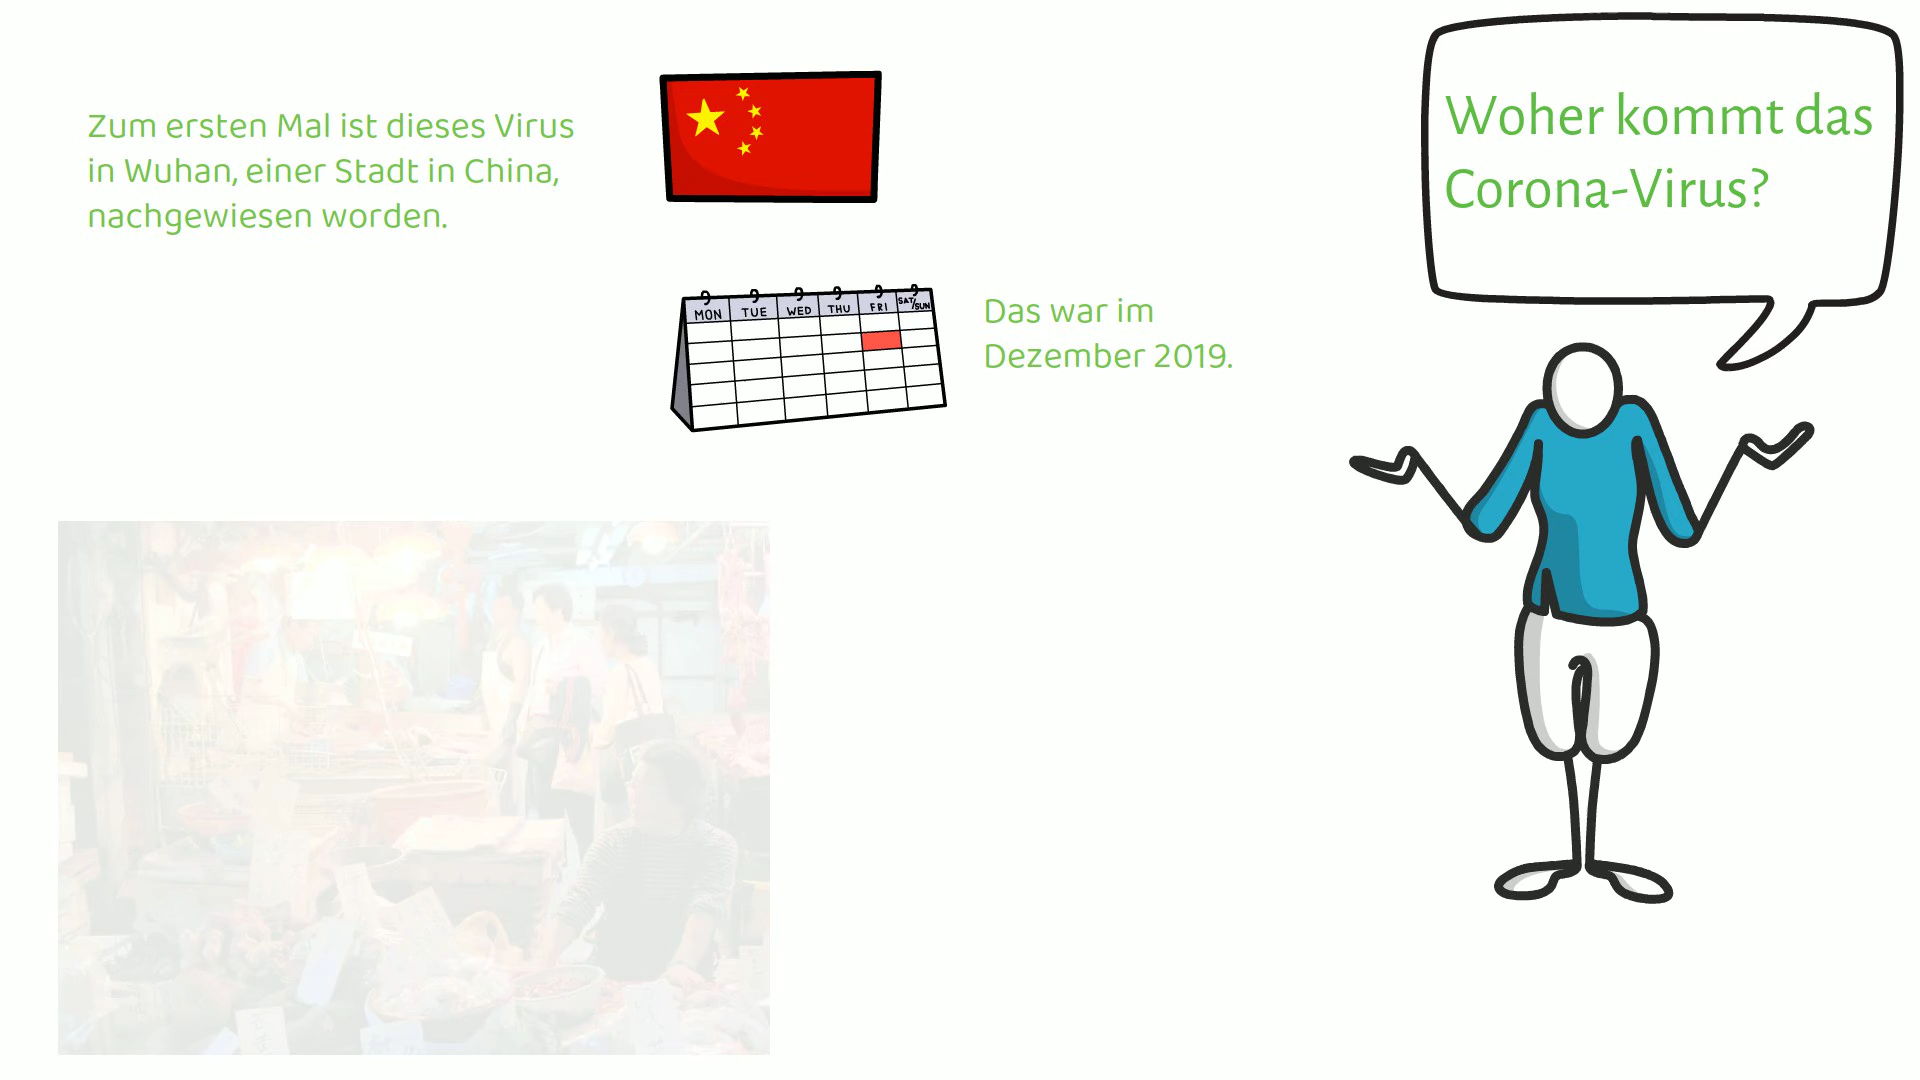 Zum ersten Mal ist dieses Virus
in Wuhan, einer Stadt in China,
nachgewiesen worden.
MON TUE WED THU FRI SAT/SUN
Das war im
Dezember 2019.
Woher kommt das
Corona-Virus?